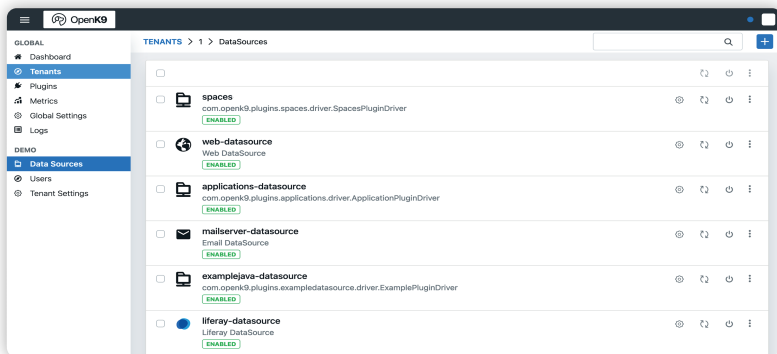 OpenK9
GLOBAL
Dashboard
Tenants
Plugins
Metrics
Global Settings
Logs
DEMO
Data Sources
Users
Tenant Settings
TENANTS > 1 > DataSources
spaces
com.openk9.plugins.spaces.driver.SpacesPluginDriver
ENABLED
web-datasource
Web DataSource
ENABLED
applications-datasource
com.openk9.plugins.applications.driver.ApplicationPluginDriver
ENABLED
mailserver-datasource
Email DataSource
ENABLED
examplejava-datasource
com.openk9.plugins.exampledatasource.driver.ExamplePluginDriver
ENABLED
liferay-datasource
Liferay DataSource
ENABLED